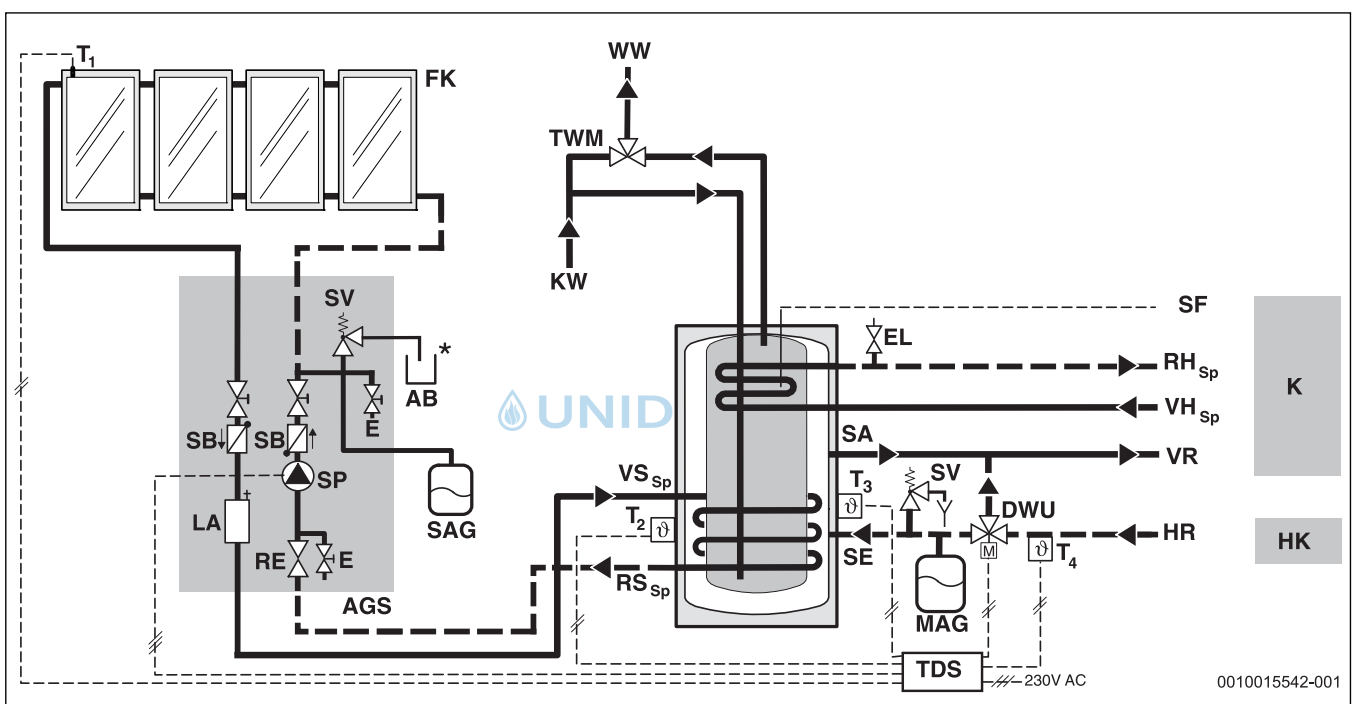 T1
FK
WW
TWM
KW
SV
AB
*
E
SB
SB
SP
LA
SAG
RE
E
AGS
UNID
SF
EL
RHSp
VHSp
K
SA
VR
VSSp
T2
ϑ
T3
ϑ
SV
DWU
M
HR
HK
SE
ϑ
T4
RSSp
MAG
TDS
230V AC
0010015542-001